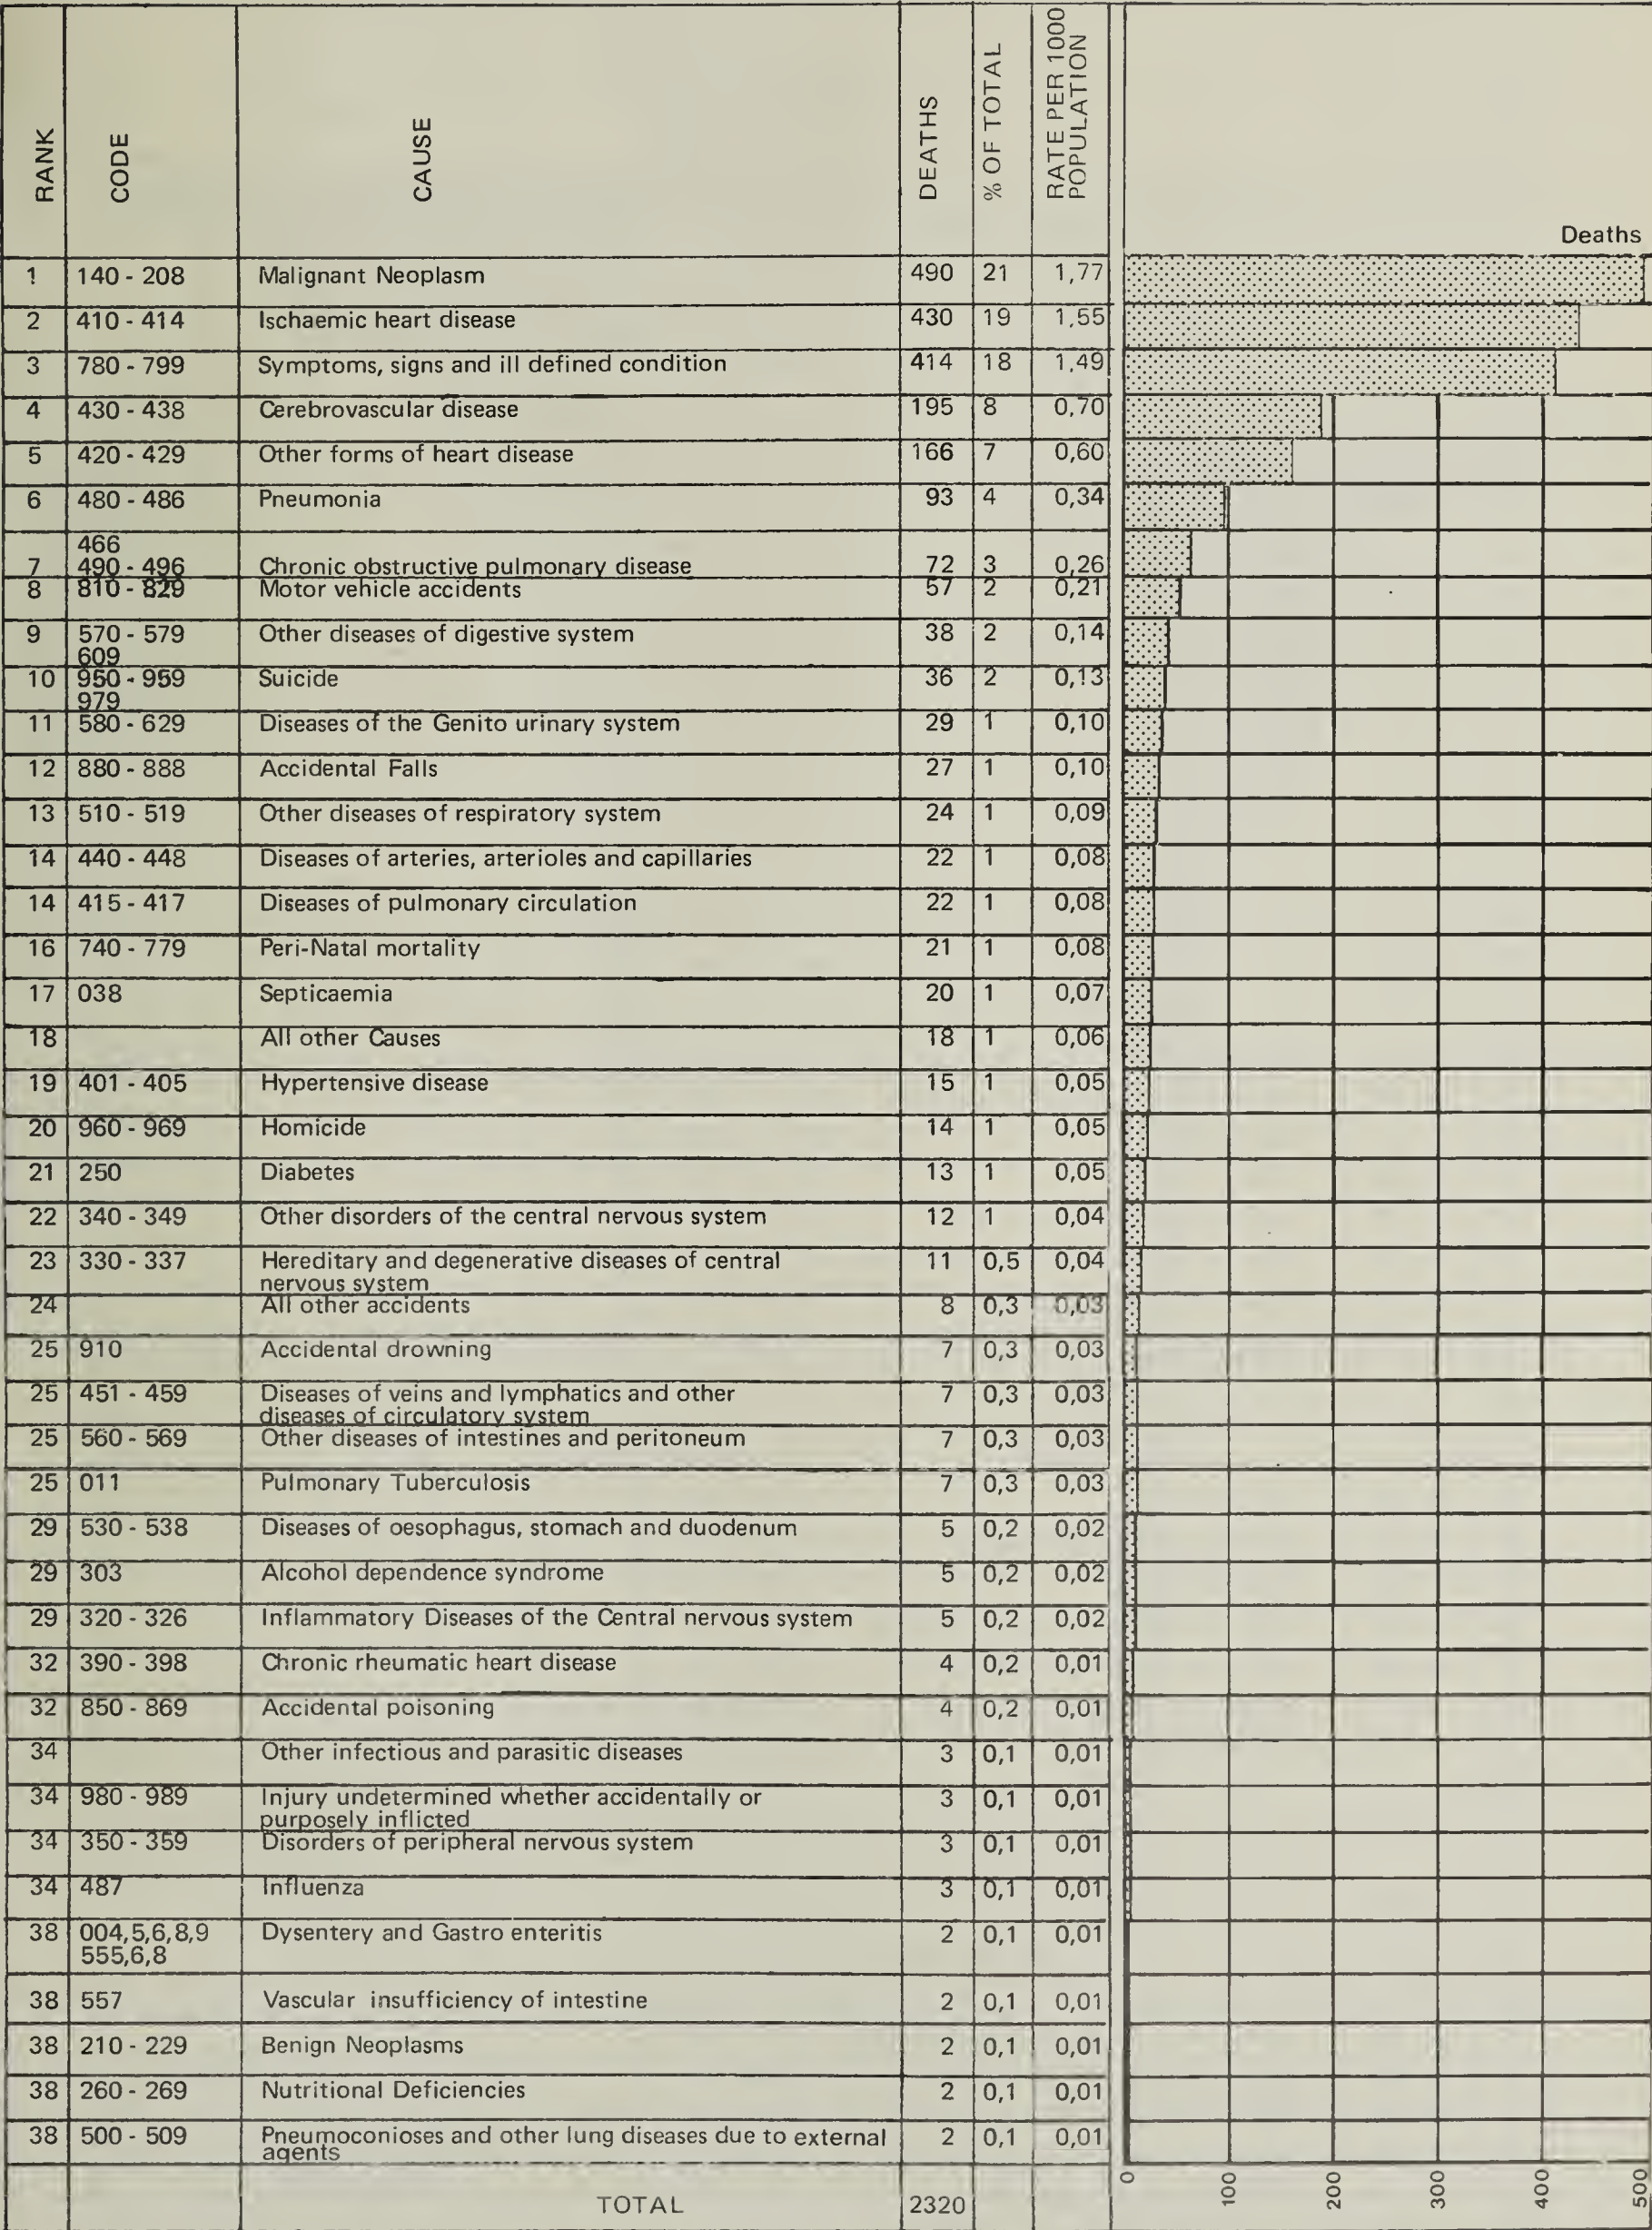 RANK CODE CAUSE DEATHS % OF TOTAL RATE PER 1000 POPULATION
Deaths
1 140 - 208 Malignant Neoplasm 490 21 1,77
2 410 - 414 Ischaemic heart disease 430 19 1,55
3 780 - 799 Symptoms, signs and ill defined condition 414 18 1,49
4 430 - 438 Cerebrovascular disease 195 8 0,70
5 420 - 429 Other forms of heart disease 166 7 0,60
6 480 - 486 Pneumonia 93 4 0,34
466
7 490 - 496 Chronic obstructive pulmonary disease 72 3 0,26
8 810 - 829 Motor vehicle accidents 57 2 0,21
9 570 - 579 Other diseases of digestive system 38 2 0,14
609
10 950 - 959 Suicide 36 2 0,13
979
11 580 - 629 Diseases of the Genito urinary system 29 1 0,10
12 880 - 888 Accidental Falls 27 1 0,10
13 510 - 519 Other diseases of respiratory system 24 1 0,09
14 440 - 448 Diseases of arteries, arterioles and capillaries 22 1 0,08
14 415 - 417 Diseases of pulmonary circulation 22 1 0,08
16 740 - 779 Peri-Natal mortality 21 1 0,08
17 038 Septicaemia 20 1 0,07
18 All other Causes 18 1 0,06
19 401 - 405 Hypertensive disease 15 1 0,05
20 960 - 969 Homicide 14 1 0,05
21 250 Diabetes 13 1 0,05
22 340 - 349 Other disorders of the central nervous system 12 1 0,04
23 330 - 337 Hereditary and degenerative diseases of central 11 0,5 0,04
nervous system
24 All other accidents 8 0,3 0,03
25 910 Accidental drowning 7 0,3 0,03
25 451 - 459 Diseases of veins and lymphatics and other 7 0,3 0,03
diseases of circulatory system
25 560 - 569 Other diseases of intestines and peritoneum 7 0,3 0,03
25 011 Pulmonary Tuberculosis 7 0,3 0,03
29 530 - 538 Diseases of oesophagus, stomach and duodenum 5 0,2 0,02
29 303 Alcohol dependence syndrome 5 0,2 0,02
29 320 - 326 Inflammatory Diseases of the Central nervous system 5 0,2 0,02
32 390 - 398 Chronic rheumatic heart disease 4 0,2 0,01
32 850 - 869 Accidental poisoning 4 0,2 0,01
34 Other infectious and parasitic diseases 3 0,1 0,01
34 980 - 989 Injury undetermined whether accidentally or 3 0,1 0,01
purposely inflicted
34 350 - 359 Disorders of peripheral nervous system 3 0,1 0,01
34 487 Influenza 3 0,1 0,01
38 004,5,6,8,9 Dysentery and Gastro enteritis 2 0,1 0,01
555,6,8
38 557 Vascular insufficiency of intestine 2 0,1 0,01
38 210 - 229 Benign Neoplasms 2 0,1 0,01
38 260 - 269 Nutritional Deficiencies 2 0,1 0,01
38 500 - 509 Pneumoconioses and other lung diseases due to external 2 0,1 0,01
agents
TOTAL 2320
0 100 200 300 400 500